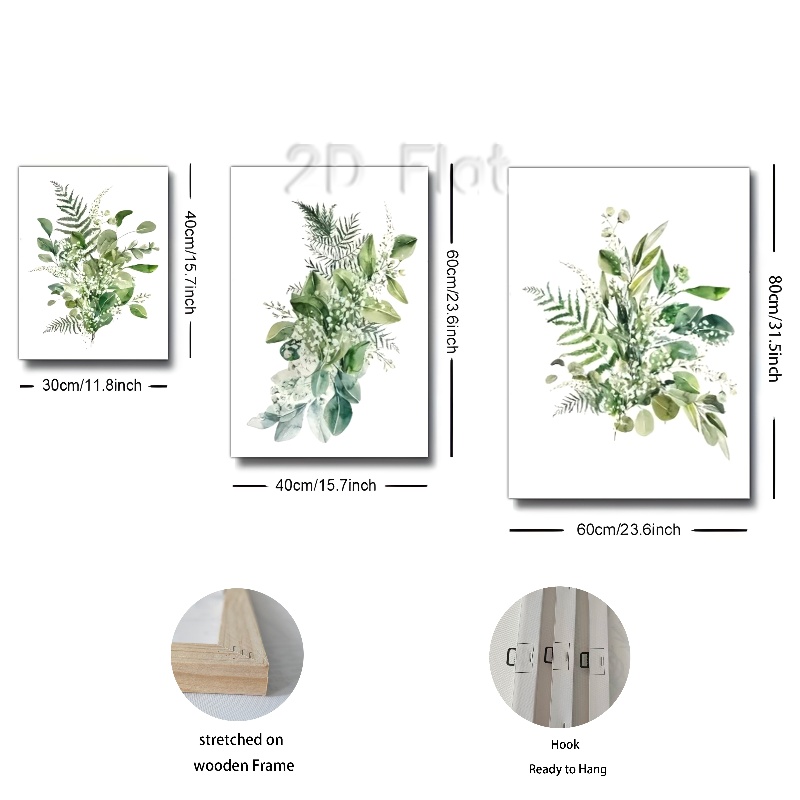 2D Flat
40cm/15.7inch
30cm/11.8inch
60cm/23.6inch
40cm/15.7inch
80cm/31.5inch
60cm/23.6inch
stretched on
wooden Frame
Hook
Ready to Hang